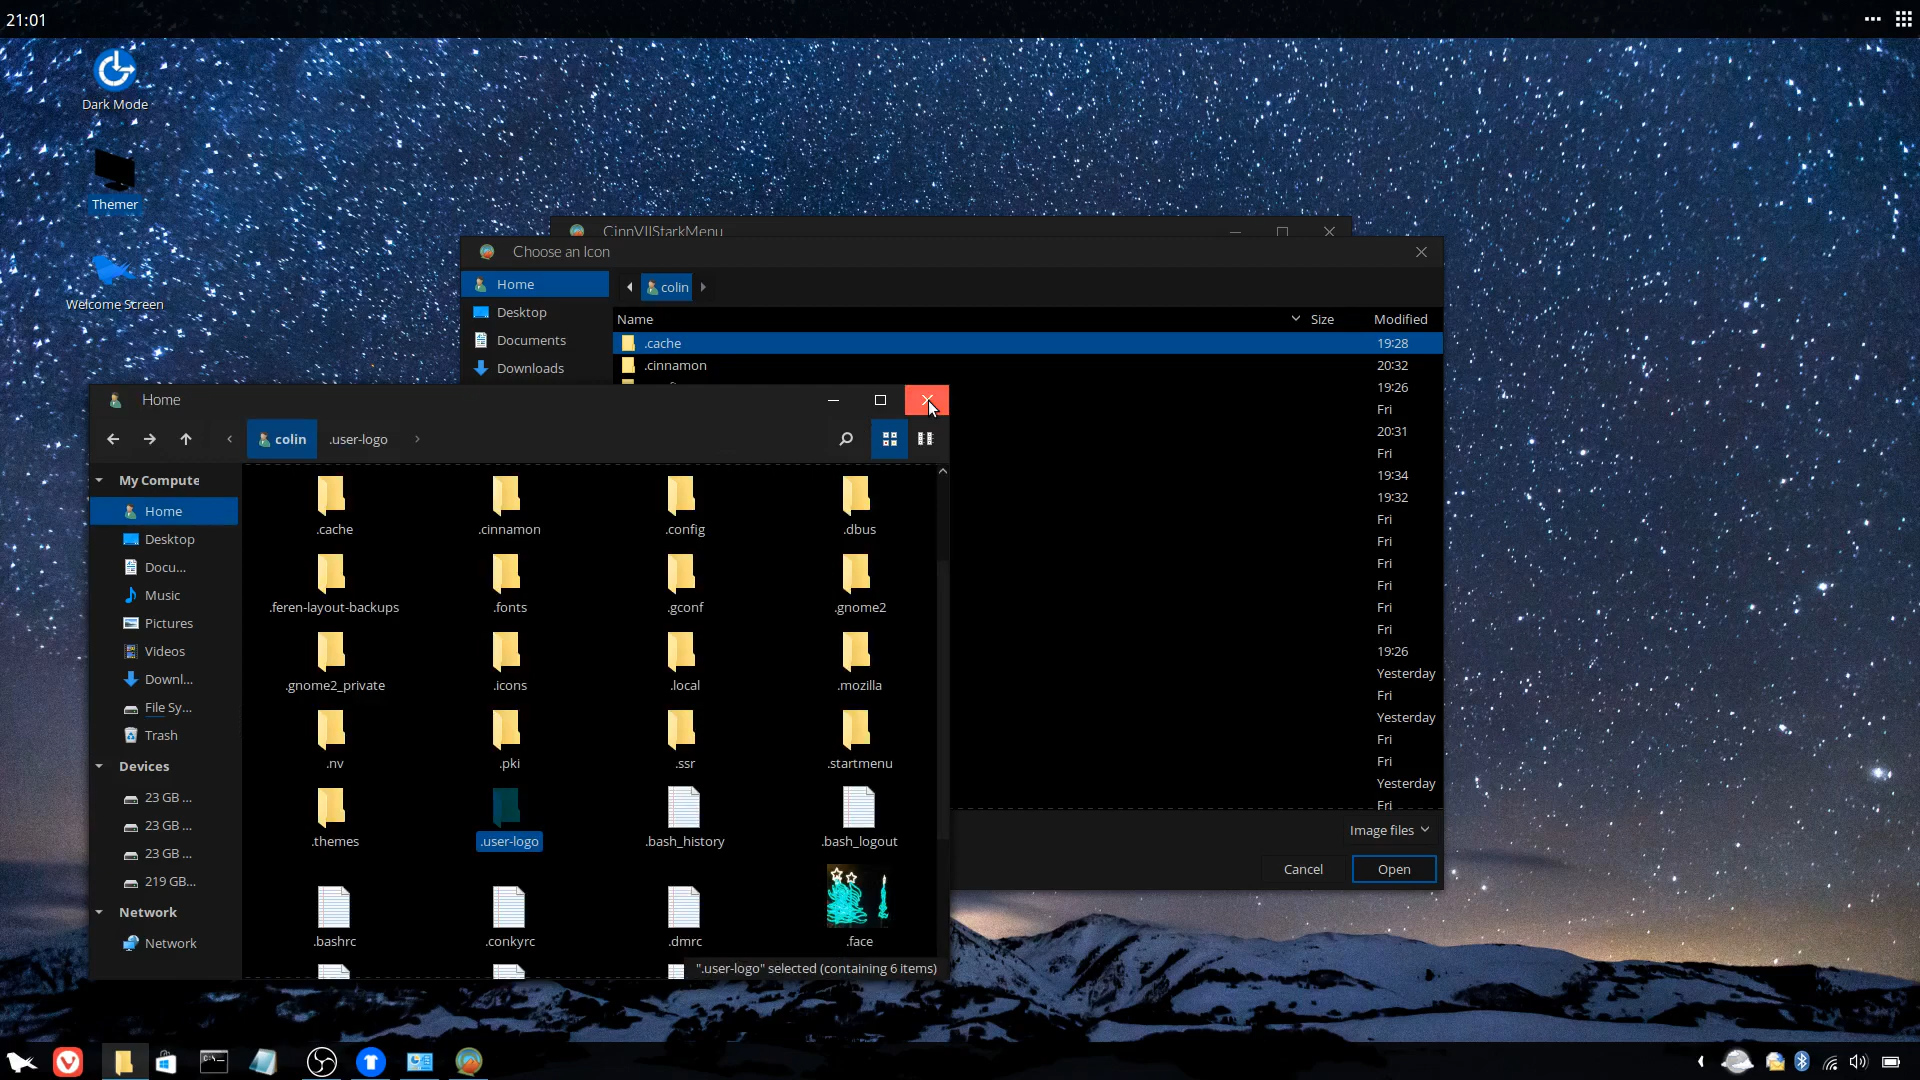 21:01
Dark Mode
Themer
Welcome Screen
CinnVIIStarkMenu
Choose an Icon
Home
colin
Desktop
Documents
Downloads
Name
Size
Modified
.cache
19:28
.cinnamon
20:32
19:26
Fri
20:31
Fri
19:34
19:32
Fri
Fri
Fri
Fri
Fri
Fri
19:26
Yesterday
Fri
Yesterday
Fri
Fri
Yesterday
Fri
Image files
Cancel
Open
Home
colin
.user-logo
My Compute
Home
Desktop
Docu...
Music
Pictures
Videos
Downl...
File Sy...
Trash
Devices
23 GB ...
23 GB ...
23 GB ...
219 GB...
Network
Network
.cache
.cinnamon
.config
.dbus
.feren-layout-backups
.fonts
.gconf
.gnome2
.gnome2_private
.icons
.local
.mozilla
.nv
.pki
.ssr
.startmenu
.themes
.user-logo
.bash_history
.bash_logout
.bashrc
.conkyrc
.dmrc
.face
".user-logo" selected (containing 6 items)